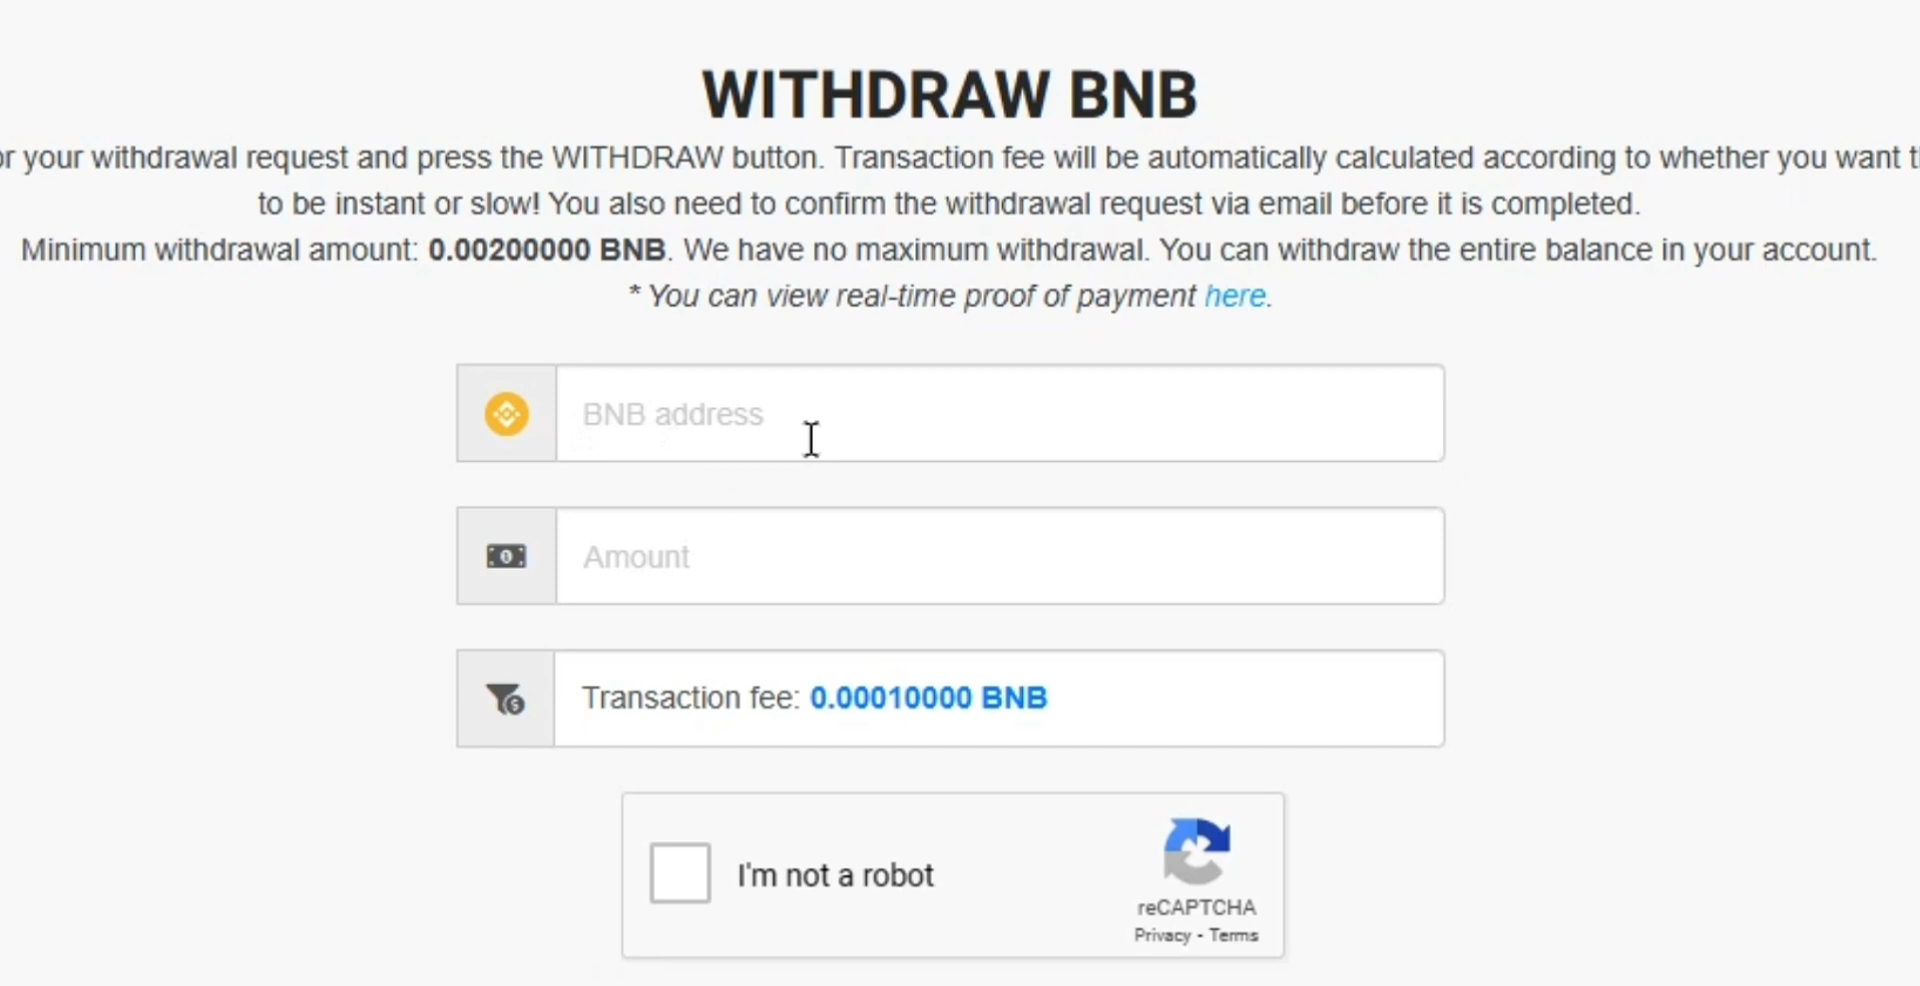 WITHDRAW BNB
your withdrawal request and press the WITHDRAW button. Transaction fee will be automatically calculated according to whether you want
to be instant or slow! You also need to confirm the withdrawal request via email before it is completed.
Minimum withdrawal amount: 0.00200000 BNB. We have no maximum withdrawal. You can withdraw the entire balance in your account.
* You can view real-time proof of payment here.
BNB address
Amount
Transaction fee: 0.00010000 BNB
I'm not a robot
reCAPTCHA
Privacy - Terms